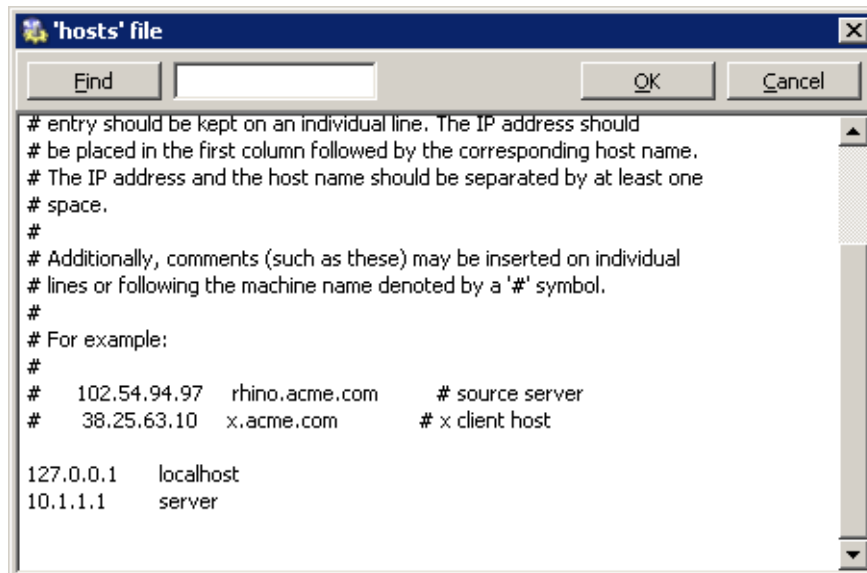 'hosts' file
Find OK Cancel
# entry should be kept on an individual line. The IP address should
# be placed in the first column followed by the corresponding host name.
# The IP address and the host name should be separated by at least one
# space.
#
# Additionally, comments (such as these) may be inserted on individual
# lines or following the machine name denoted by a '#' symbol.
#
# For example:
#
# 102.54.94.97 rhino.acme.com # source server
# 38.25.63.10 x.acme.com # x client host
127.0.0.1 localhost
10.1.1.1 server